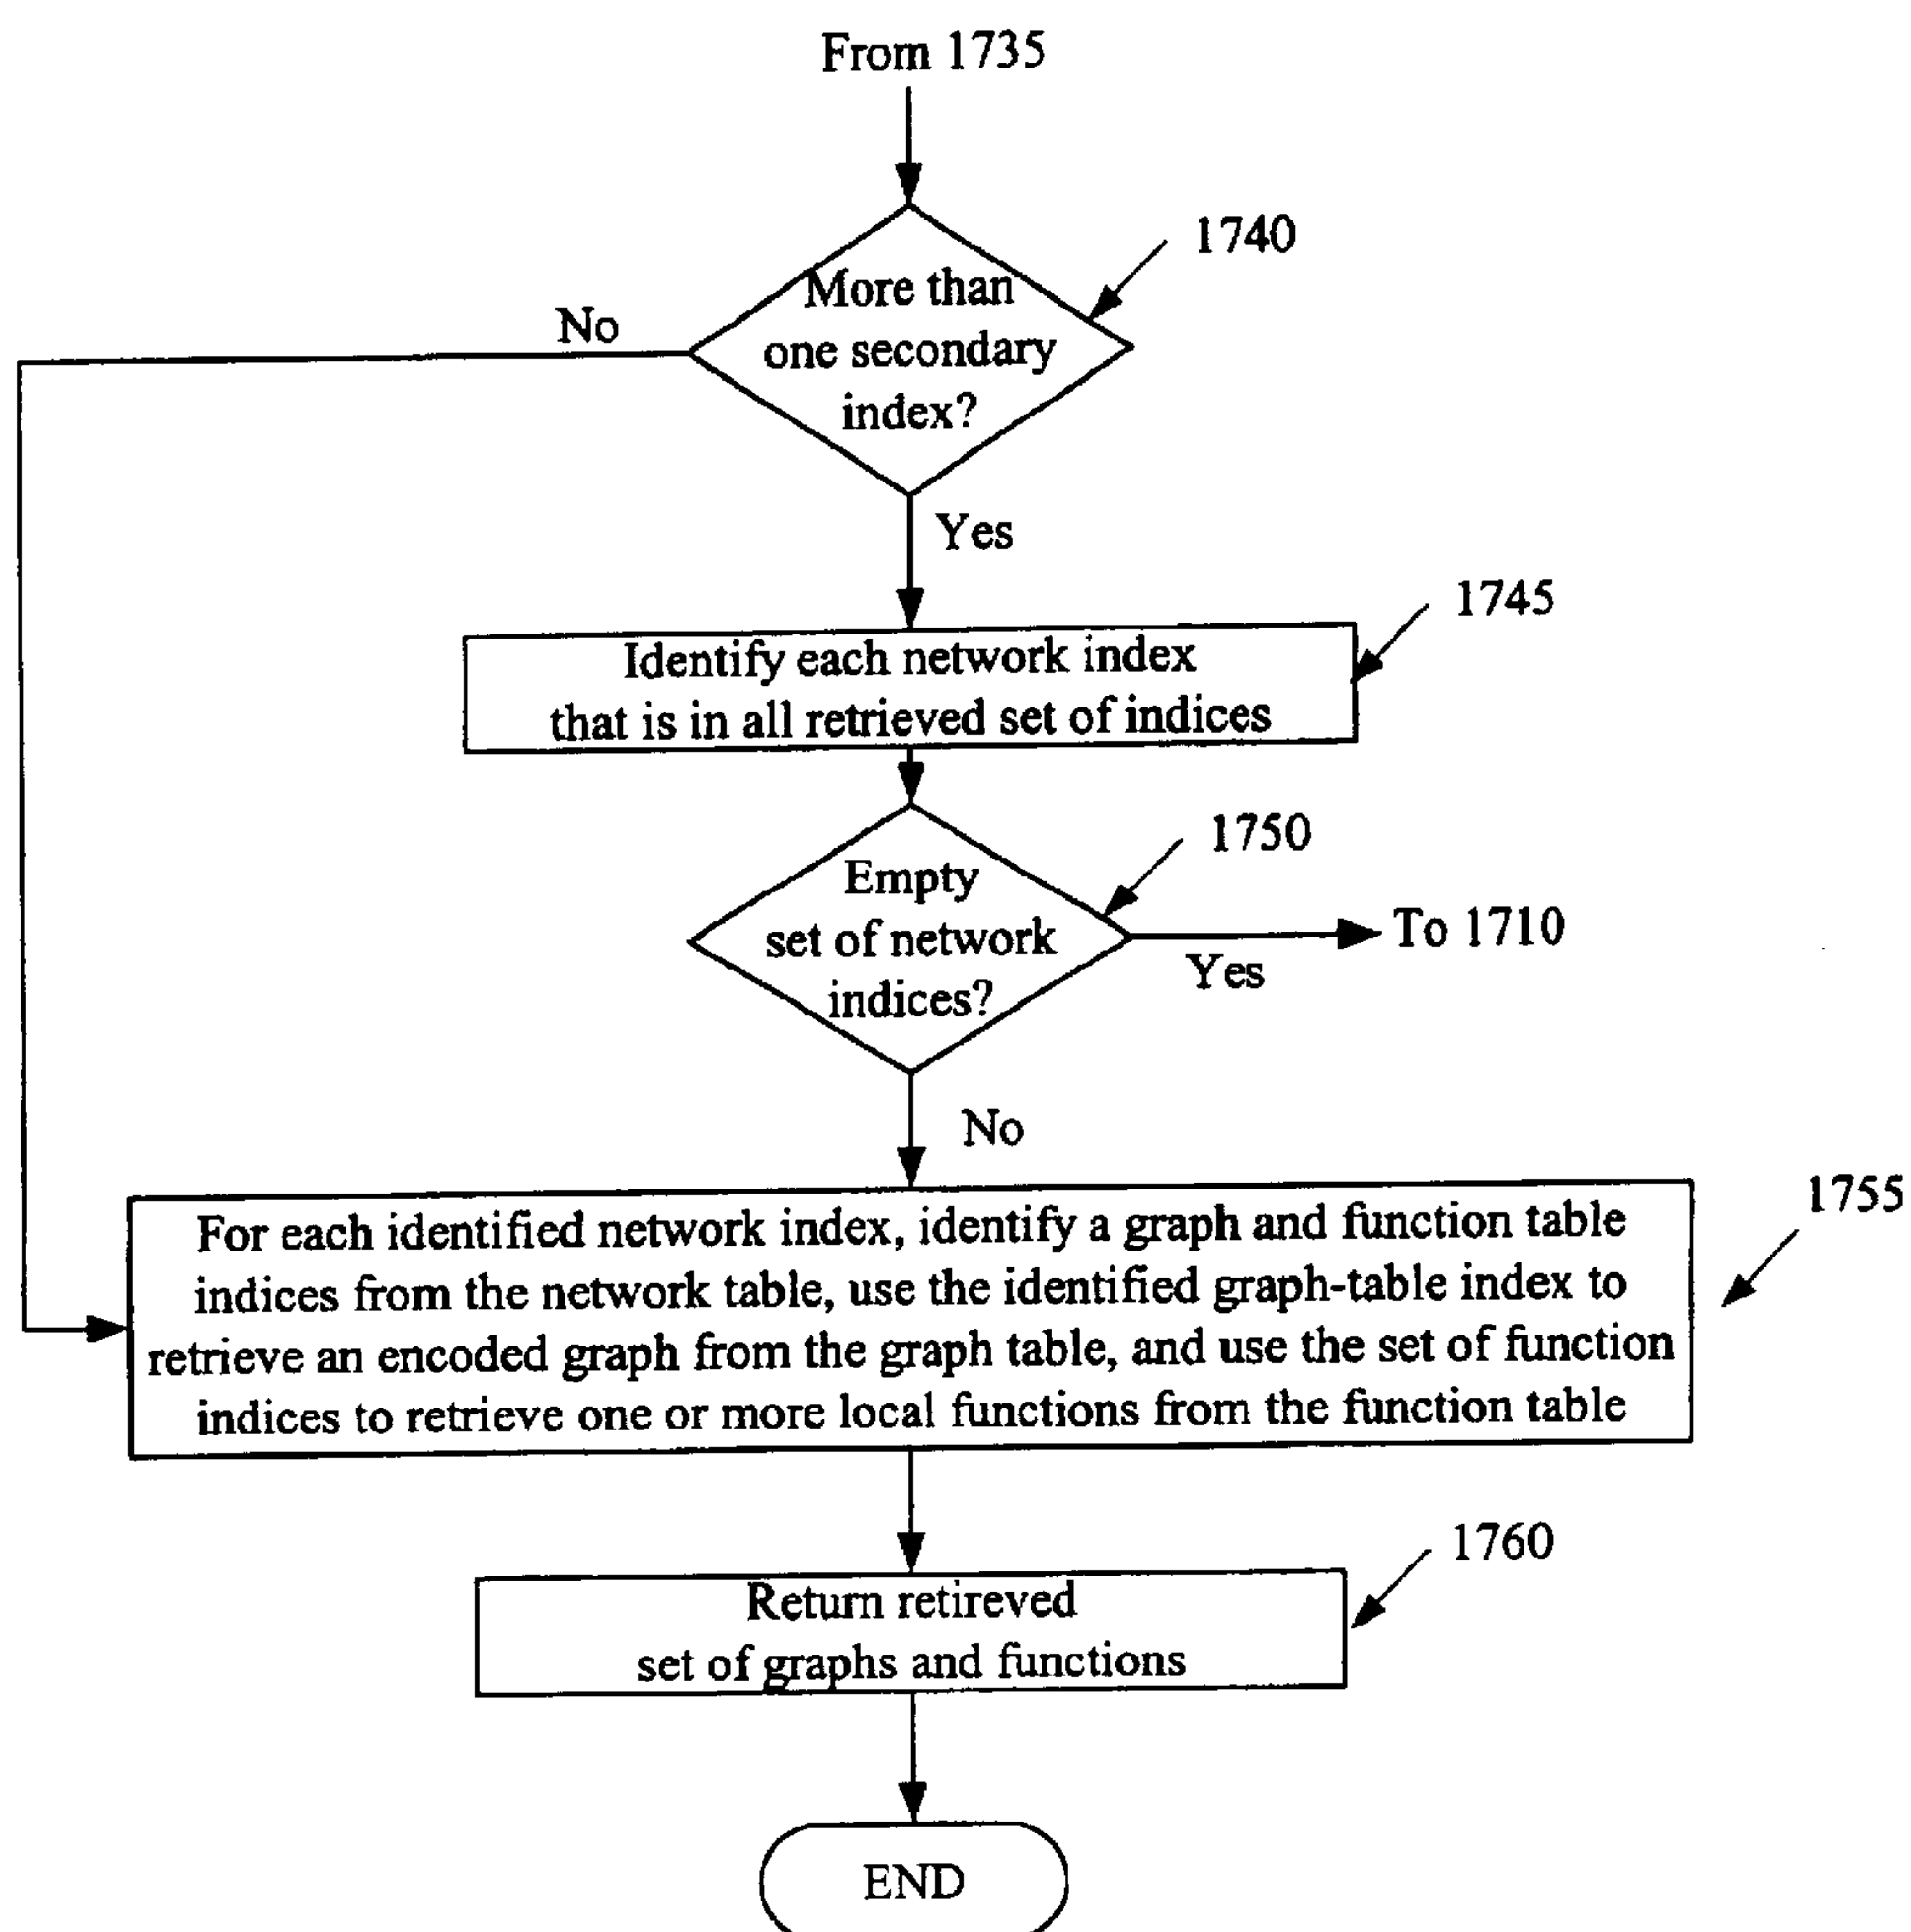 From 1735
1740
More than
one secondary
index?
No
Yes
1745
Identify each network index
that is in all retrieved set of indices
1750
Empty
set of network
indices?
To 1710
Yes
No
1755
For each identified network index, identify a graph and function table
indices from the network table, use the identified graph-table index to
retrieve an encoded graph from the graph table, and use the set of function
indices to retrieve one or more local functions from the function table
1760
Return retireved
set of graphs and functions
END